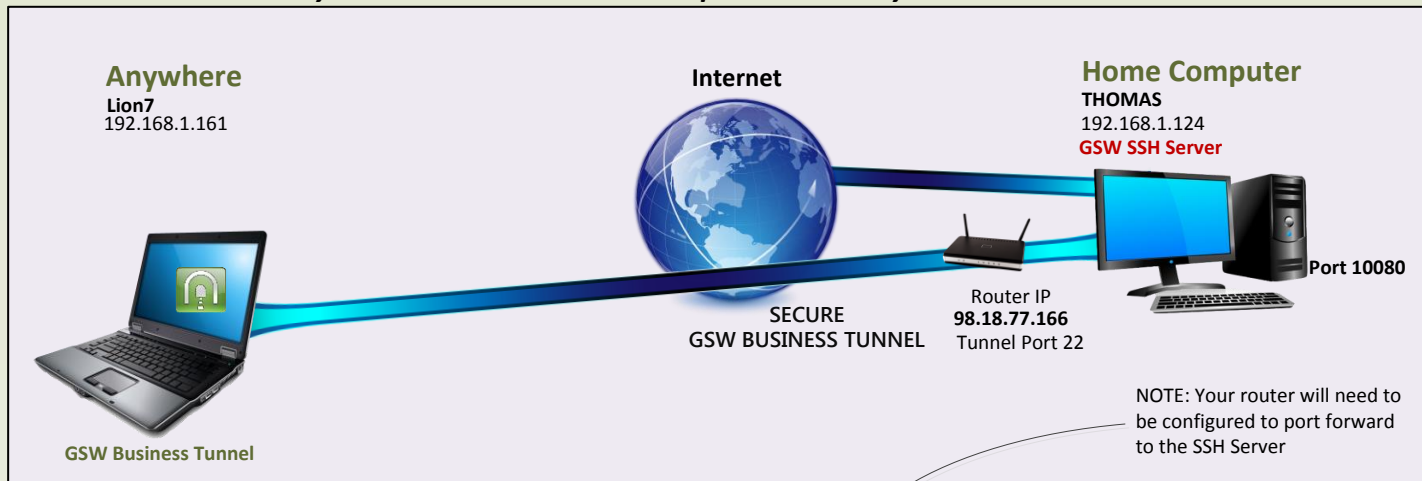 Anywhere
Lion7
192.168.1.161
Internet
Home Computer
THOMAS
192.168.1.124
GSW SSH Server
Port 10080
Router IP
98.18.77.166
Tunnel Port 22
SECURE
GSW BUSINESS TUNNEL
NOTE: Your router will need to
be configured to port forward
to the SSH Server
GSW Business Tunnel